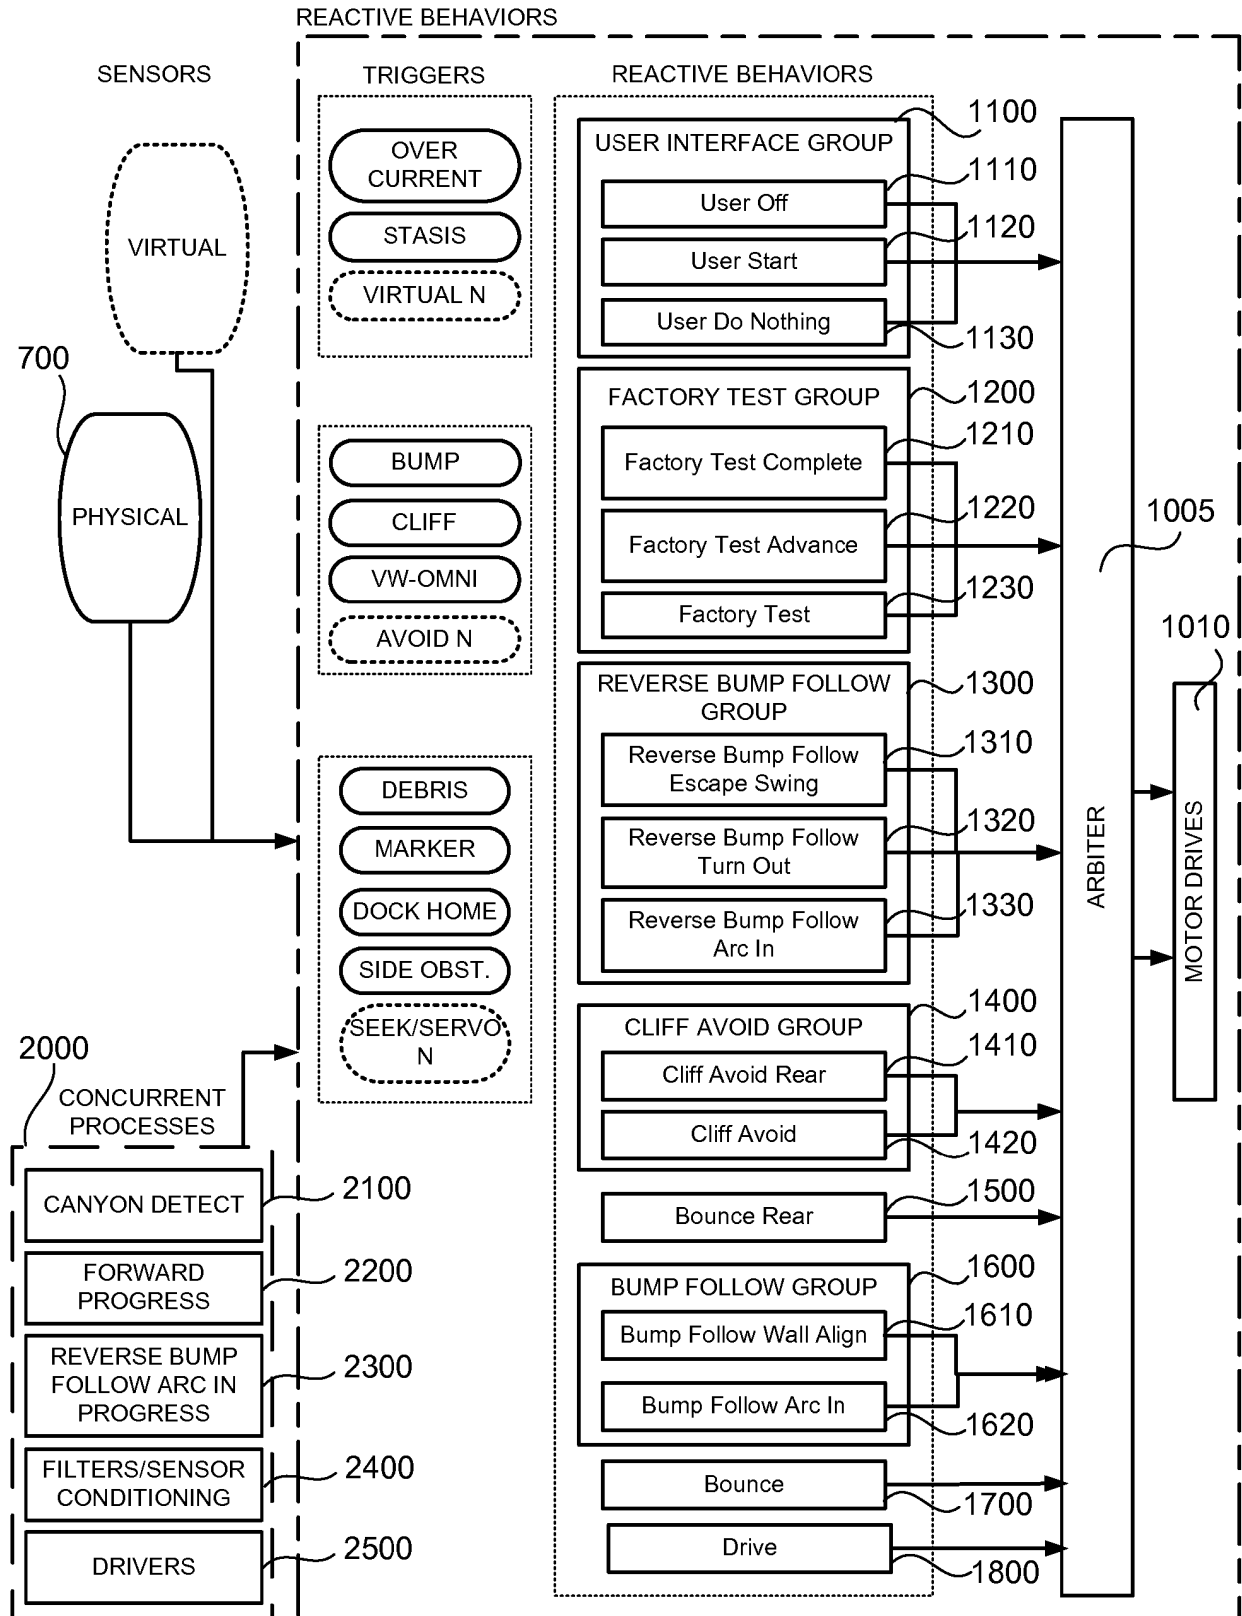 REACTIVE BEHAVIORS
SENSORS
TRIGGERS
REACTIVE BEHAVIORS
VIRTUAL
700
PHYSICAL
OVER
CURRENT
STASIS
VIRTUAL N
BUMP
CLIFF
VW-OMNI
AVOID N
DEBRIS
MARKER
DOCK HOME
SIDE OBST.
SEEK/SERVO
N
2000
CONCURRENT
PROCESSES
CANYON DETECT
2100
FORWARD
PROGRESS
2200
REVERSE BUMP
FOLLOW ARC IN
PROGRESS
2300
FILTERS/SENSOR
CONDITIONING
2400
DRIVERS
2500
1100
USER INTERFACE GROUP
1110
User Off
1120
User Start
User Do Nothing
1130
FACTORY TEST GROUP
1200
1210
Factory Test Complete
1220
Factory Test Advance
1230
Factory Test
REVERSE BUMP FOLLOW
GROUP
1300
1310
Reverse Bump Follow
Escape Swing
1320
Reverse Bump Follow
Turn Out
1330
Reverse Bump Follow
Arc In
1400
CLIFF AVOID GROUP
1410
Cliff Avoid Rear
Cliff Avoid
1420
1500
Bounce Rear
1600
BUMP FOLLOW GROUP
1610
Bump Follow Wall Align
Bump Follow Arc In
1620
Bounce
1700
Drive
1800
1005
ARBITER
1010
MOTOR DRIVES